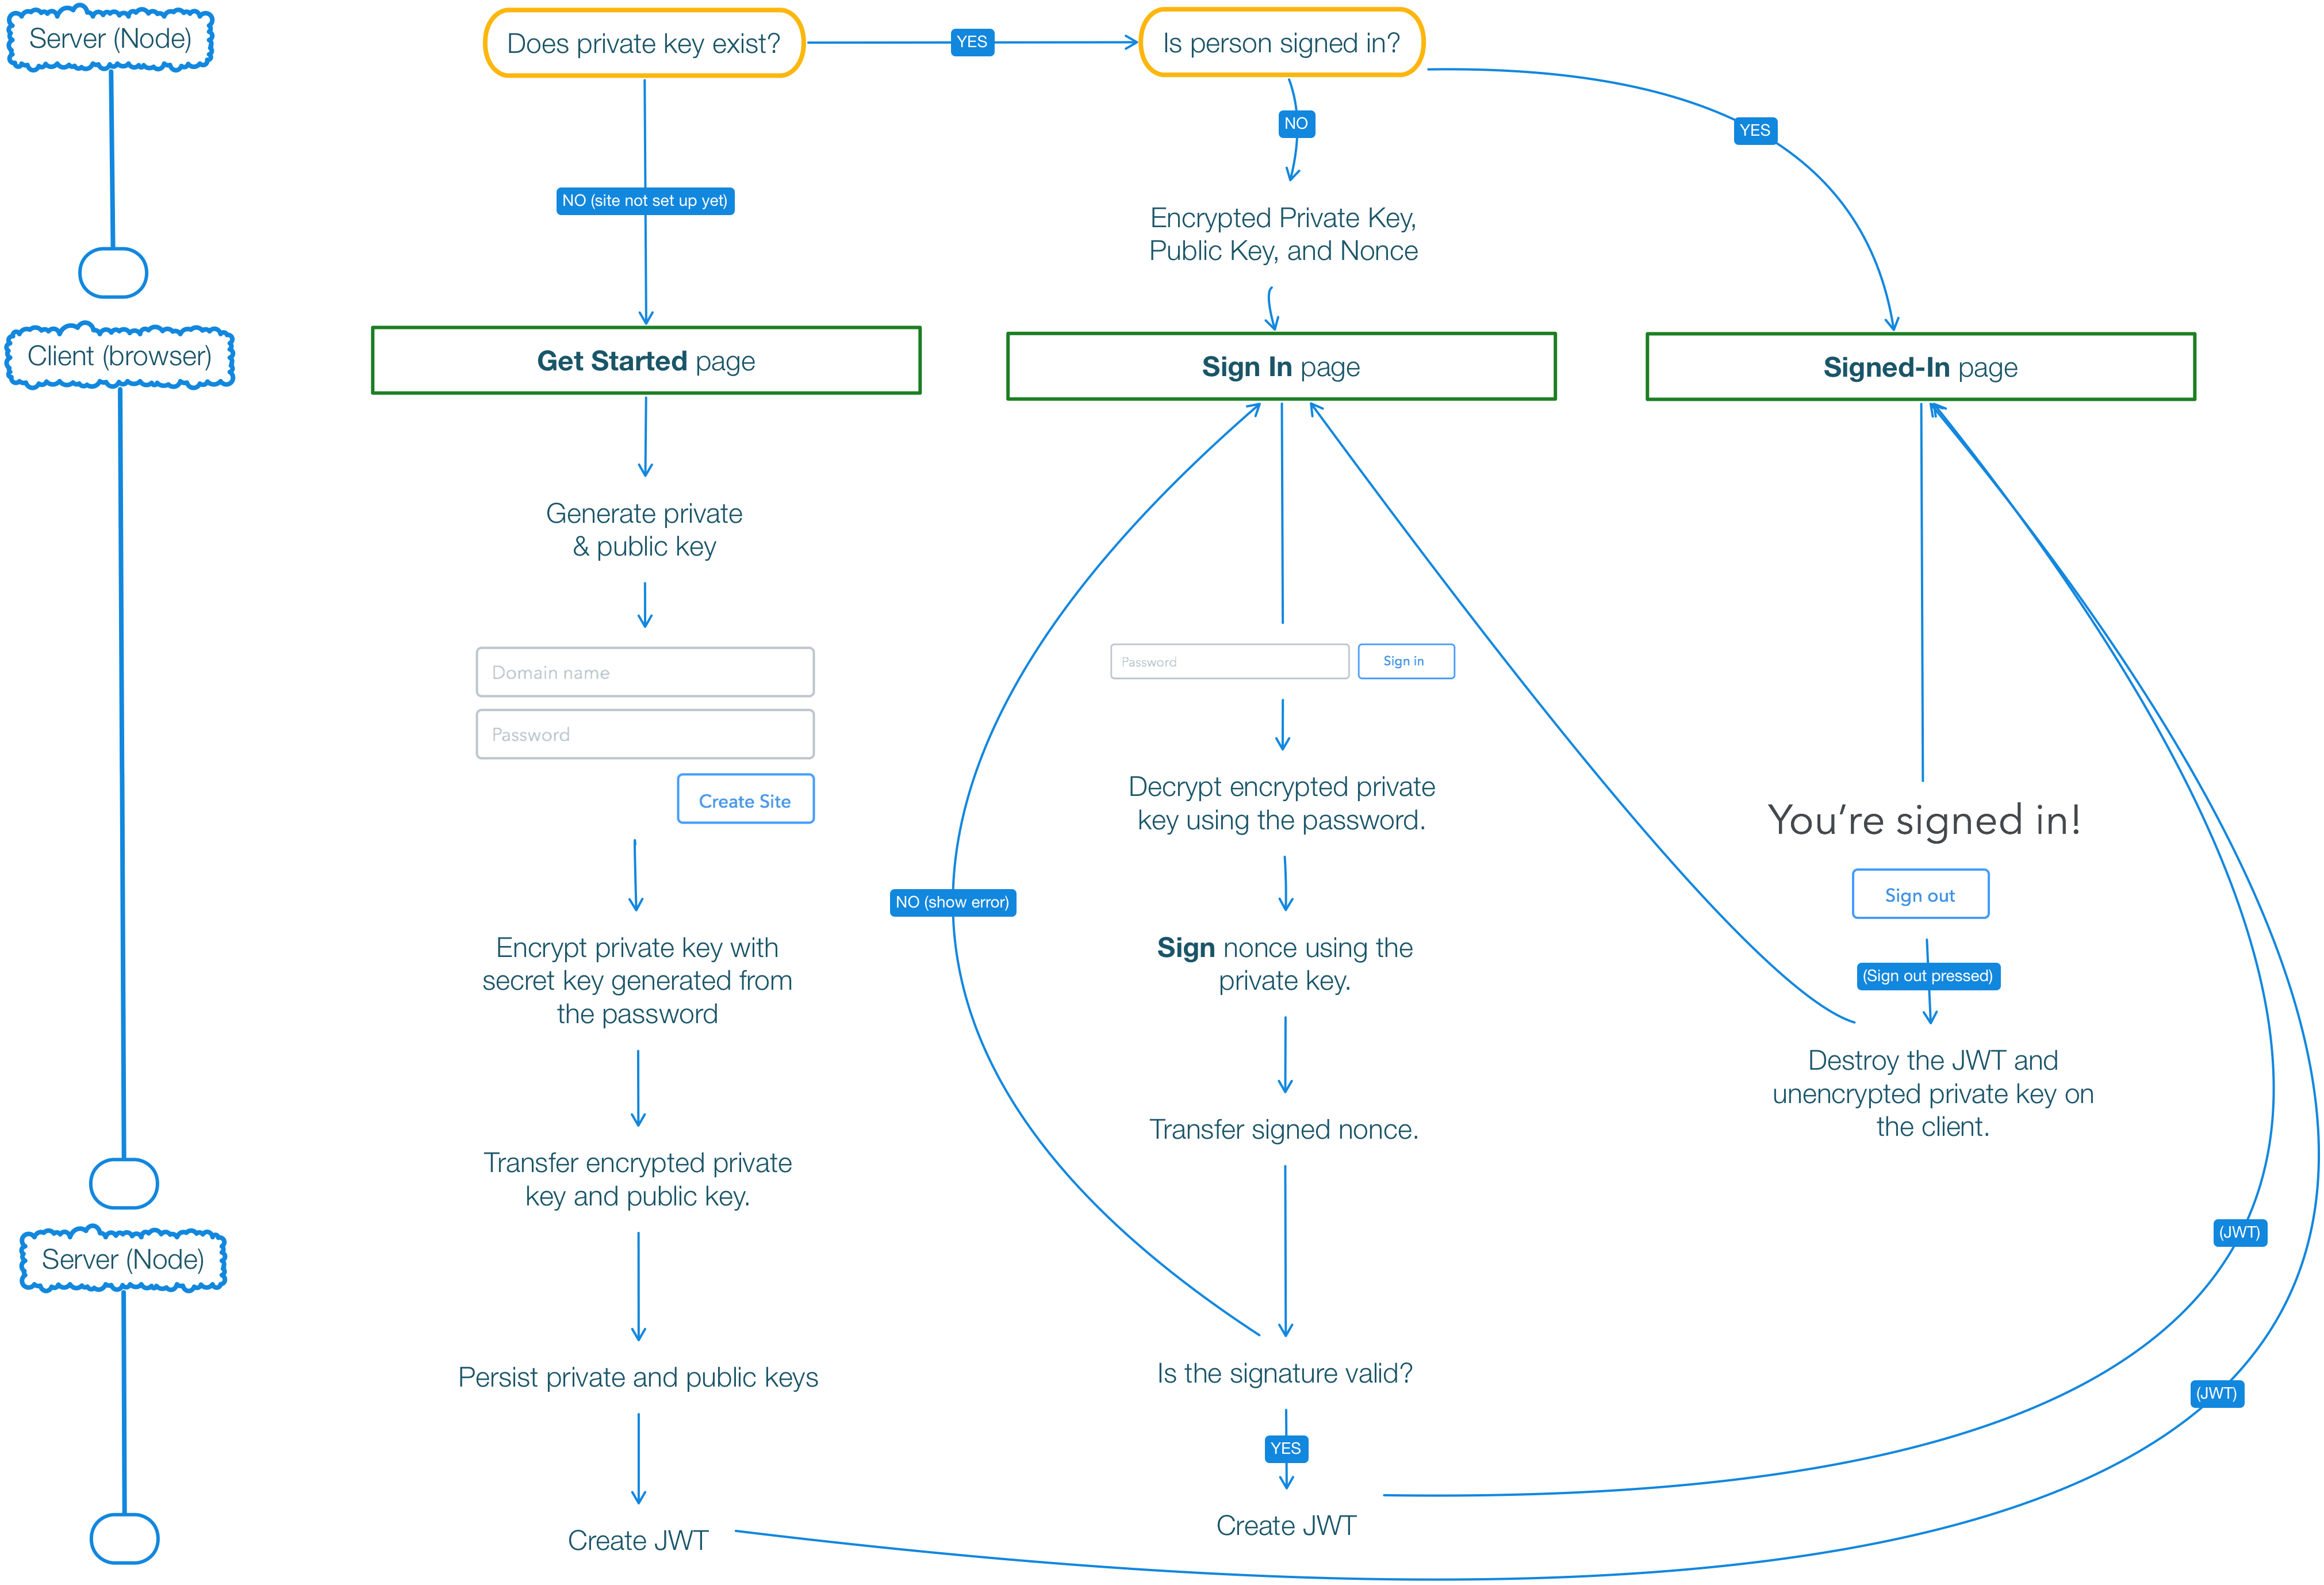 Server (Node)
Does private key exist?
YES
Is person signed in?
NO
YES
NO (site not set up yet)
Encrypted Private Key,
Public Key, and Nonce
Client (browser)
Get Started page
Sign In page
Signed-In page
Generate private
& public key
Domain name
Password
Create Site
Password
Sign in
Decrypt encrypted private
key using the password.
You’re signed in!
Sign out
NO (show error)
Encrypt private key with
secret key generated from
the password
Sign nonce using the
private key.
(Sign out pressed)
Destroy the JWT and
unencrypted private key on
the client.
Transfer encrypted private
key and public key.
Transfer signed nonce.
(JWT)
Server (Node)
Persist private and public keys
Is the signature valid?
(JWT)
YES
Create JWT
Create JWT